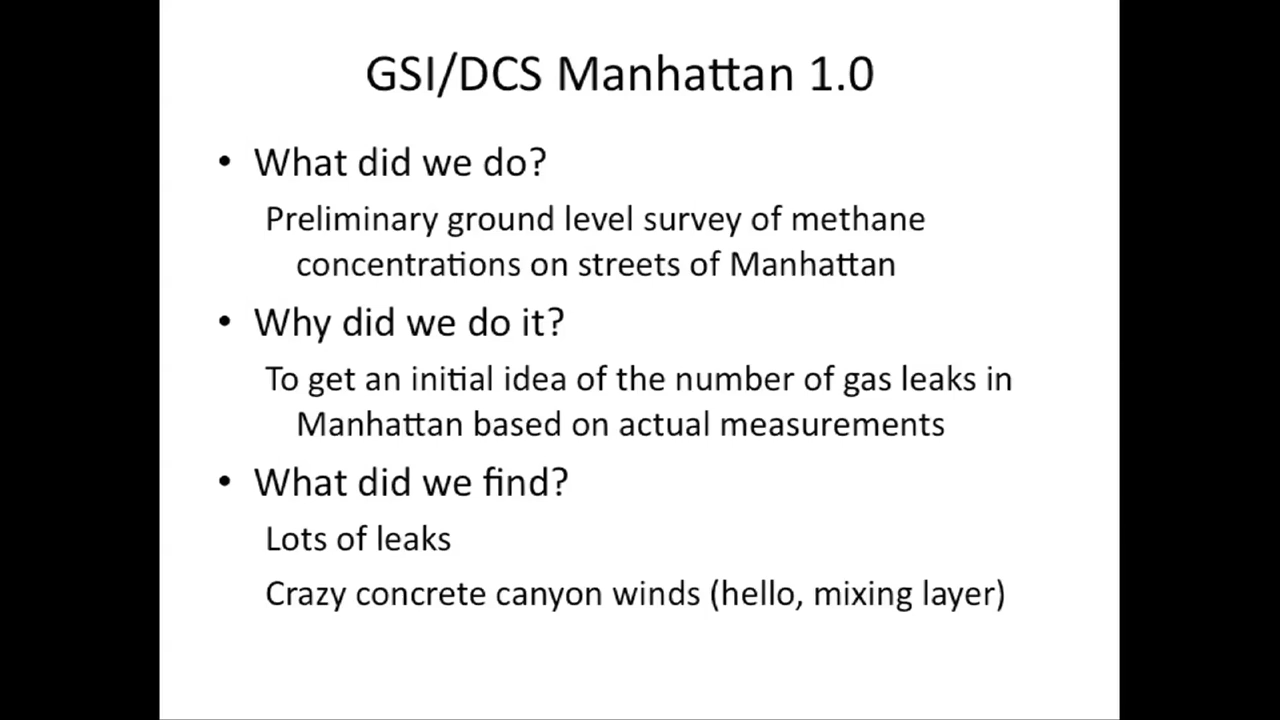 GSI/DCS Manhattan 1.0
• What did we do?
Preliminary ground level survey of methane
concentrations on streets of Manhattan
• Why did we do it?
To get an initial idea of the number of gas leaks in
Manhattan based on actual measurements
• What did we find?
Lots of leaks
Crazy concrete canyon winds (hello, mixing layer)